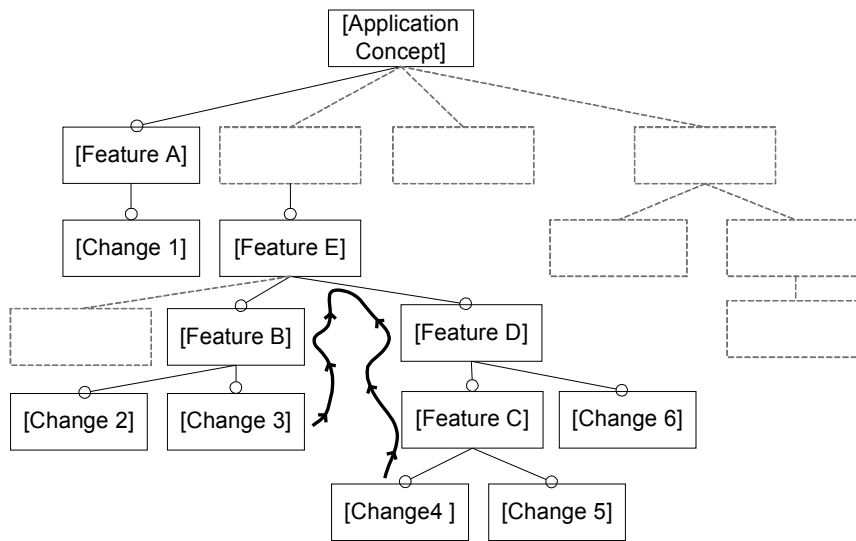 [Application
Concept]
[Feature A]
[Change 1]
[Feature E]
[Feature B]
[Feature D]
[Change 2]
[Change 3]
[Feature C]
[Change 6]
[Change4 ]
[Change 5]